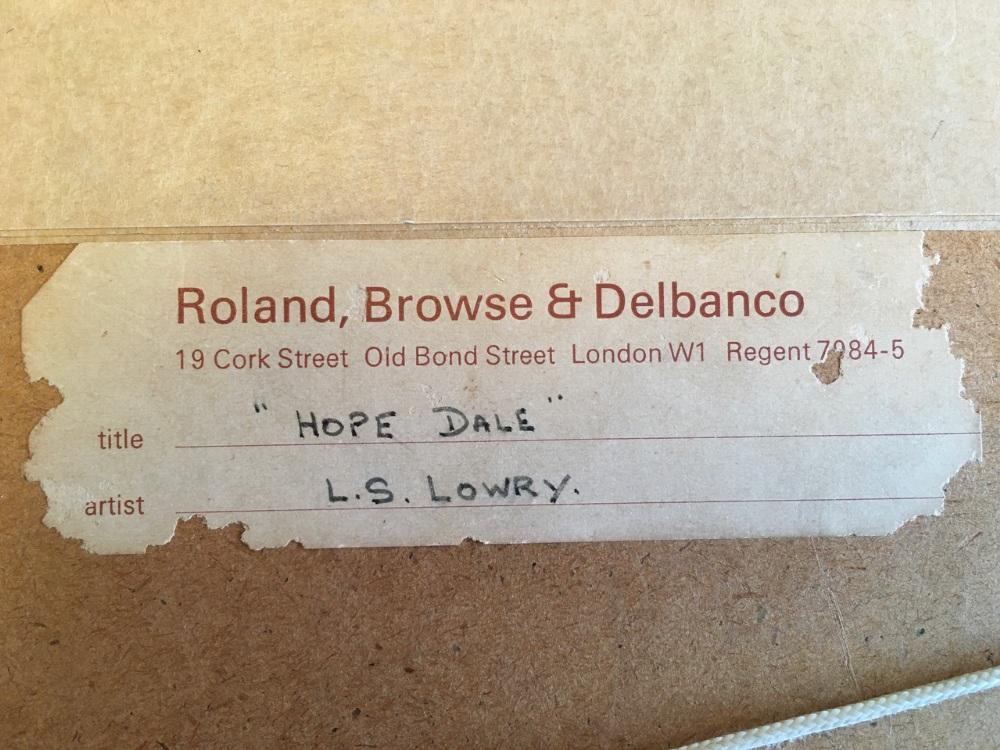 Roland, Browse & Delbanco
19 Cork Street Old Bond Street London W1 Regent 7984-5
title "HOPE DALE"
artist L.S. LOWRY.